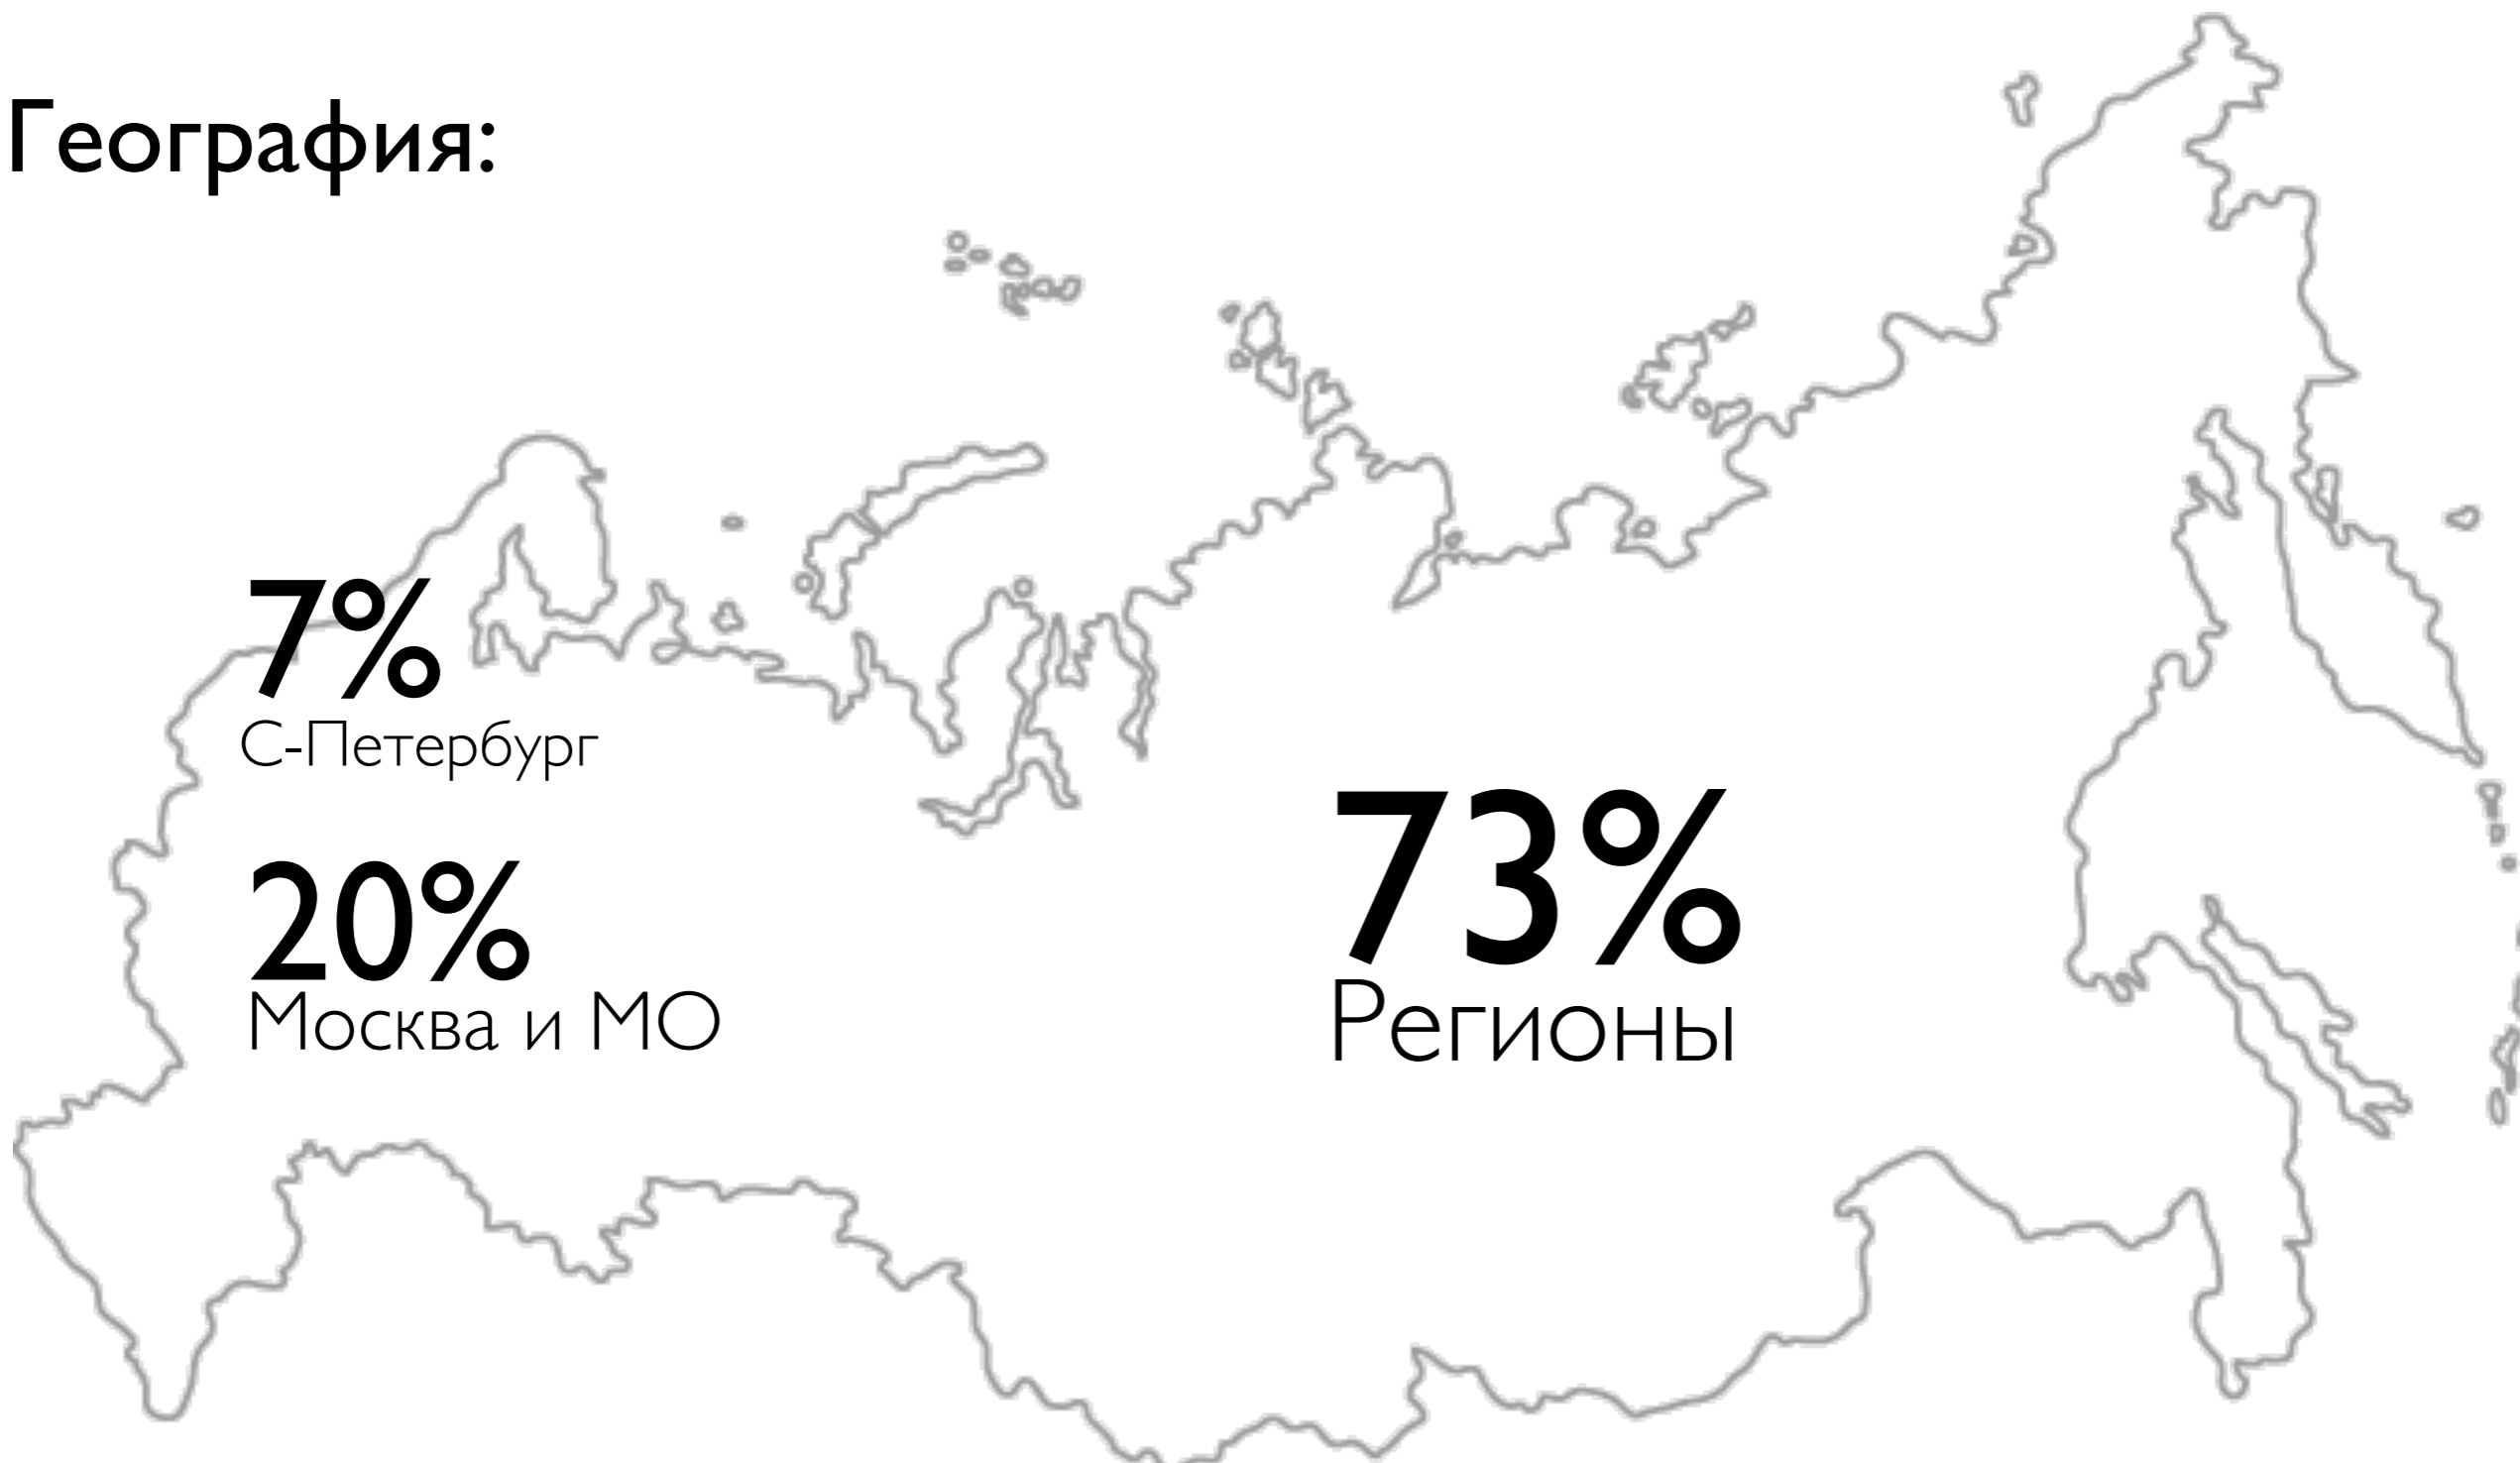 География:
7%
С-Петербург
20%
Москва и МО
73%
Регионы